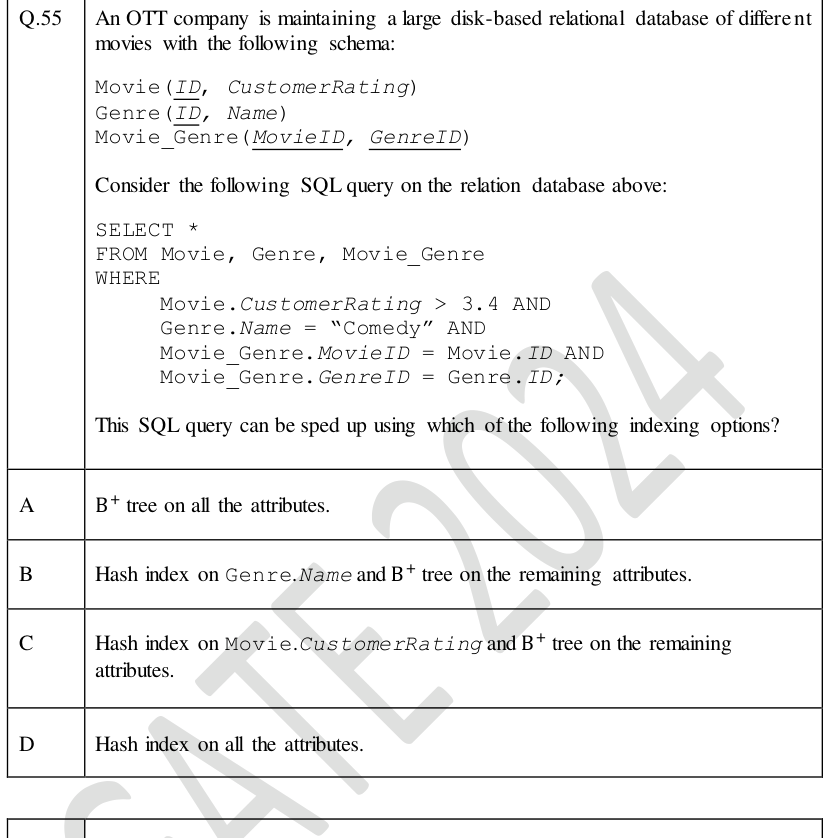 Q.55 An OTT company is maintaining a large disk-based relational database of different
movies with the following schema:
Movie(ID, CustomerRating)
Genre(ID, Name)
Movie_Genre(MovieID, GenreID)
Consider the following SQL query on the relation database above:
SELECT *
FROM Movie, Genre, Movie_Genre
WHERE
Movie.CustomerRating > 3.4 AND
Genre.Name = “Comedy” AND
Movie_Genre.MovieID = Movie.ID AND
Movie_Genre.GenreID = Genre.ID;
This SQL query can be sped up using which of the following indexing options?
A B⁺ tree on all the attributes.
B Hash index on Genre.Name and B⁺ tree on the remaining attributes.
C Hash index on Movie.CustomerRating and B⁺ tree on the remaining
attributes.
D Hash index on all the attributes.
GATE 2024